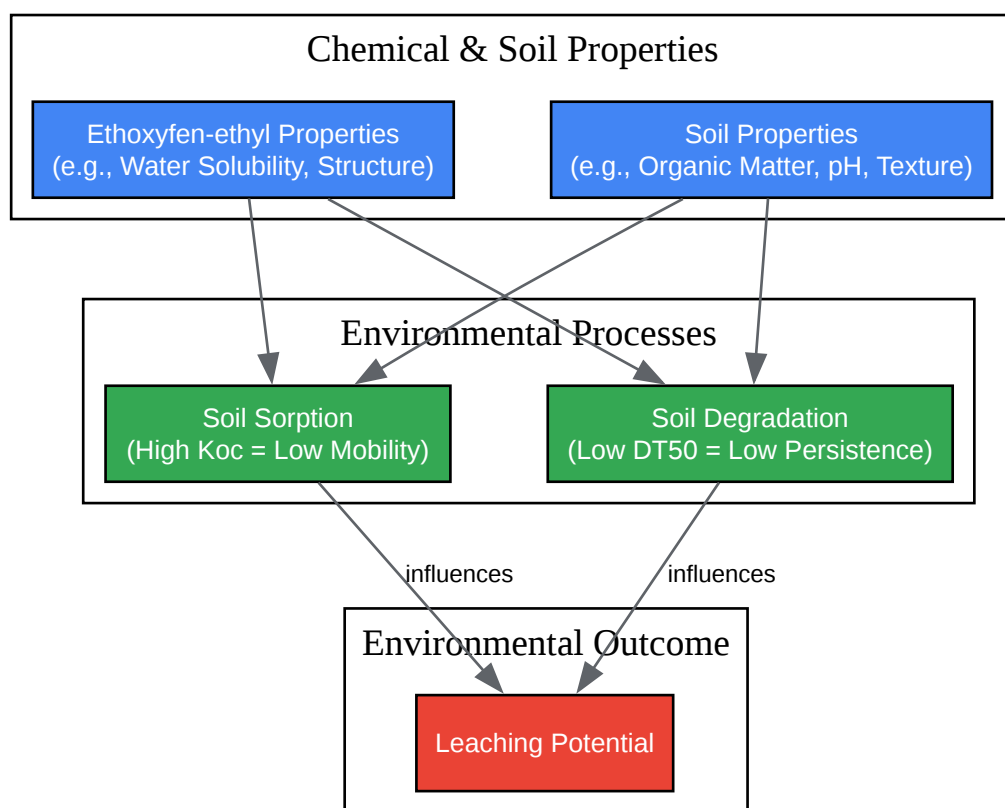 Chemical & Soil Properties
Ethoxyfen-ethyl Properties
(e.g., Water Solubility, Structure)
Soil Properties
(e.g., Organic Matter, pH, Texture)
Environmental Processes
Soil Sorption
(High Koc = Low Mobility)
Soil Degradation
(Low DT50 = Low Persistence)
influences
influences
Environmental Outcome
Leaching Potential